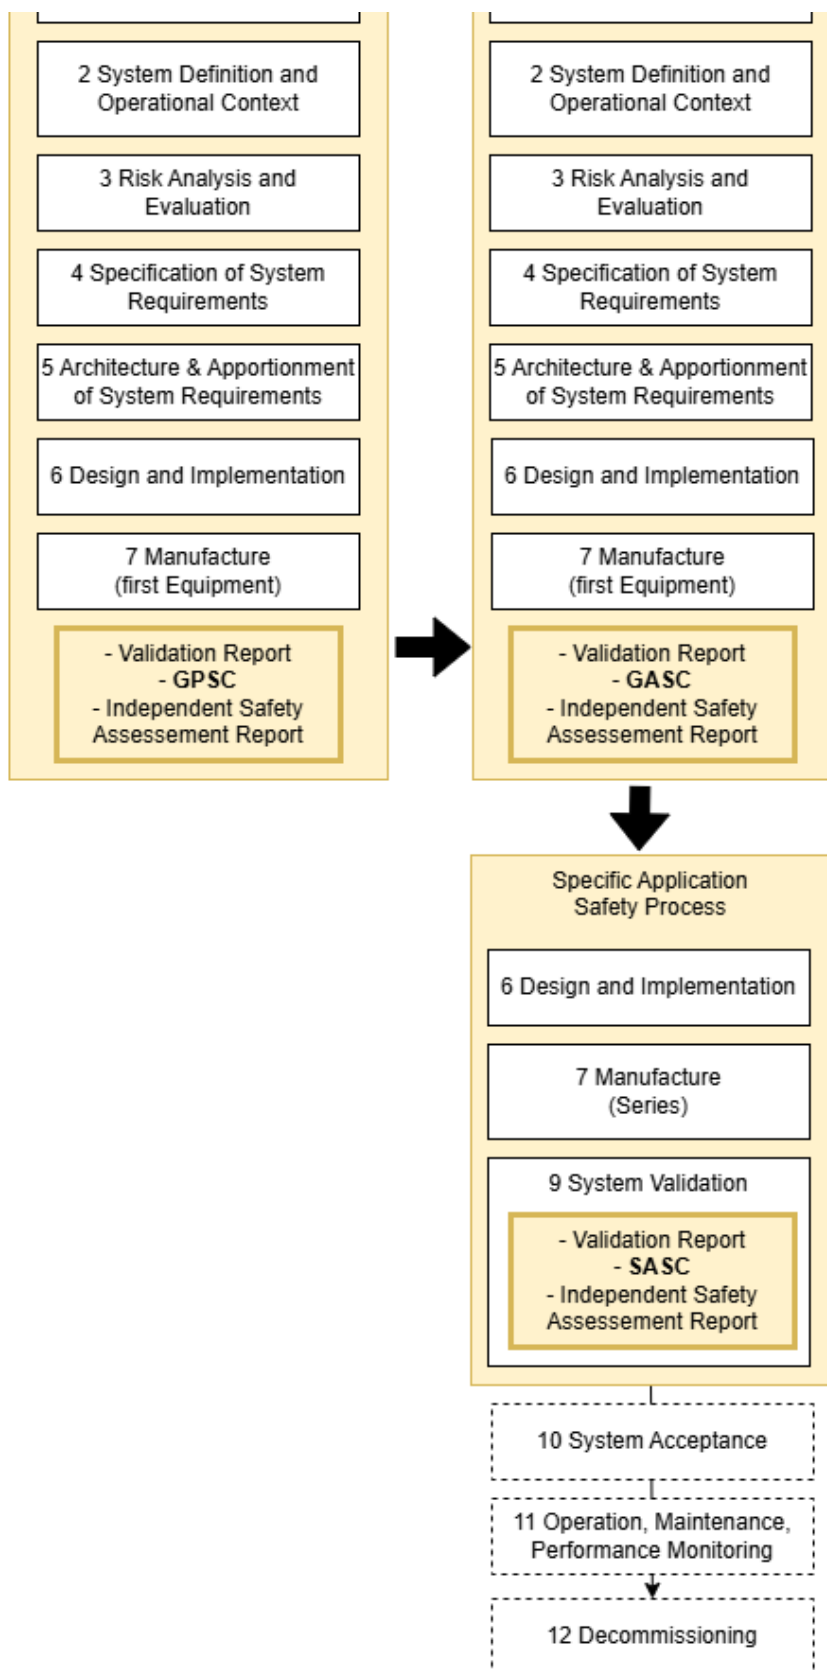 2 System Definition and
Operational Context
3 Risk Analysis and
Evaluation
4 Specification of System
Requirements
5 Architecture & Apportionment
of System Requirements
6 Design and Implementation
7 Manufacture
(first Equipment)
- Validation Report
- GPSC
- Independent Safety
Assessement Report
2 System Definition and
Operational Context
3 Risk Analysis and
Evaluation
4 Specification of System
Requirements
5 Architecture & Apportionment
of System Requirements
6 Design and Implementation
7 Manufacture
(first Equipment)
- Validation Report
- GASC
- Independent Safety
Assessement Report
Specific Application
Safety Process
6 Design and Implementation
7 Manufacture
(Series)
9 System Validation
- Validation Report
- SASC
- Independent Safety
Assessement Report
10 System Acceptance
11 Operation, Maintenance,
Performance Monitoring
12 Decommissioning